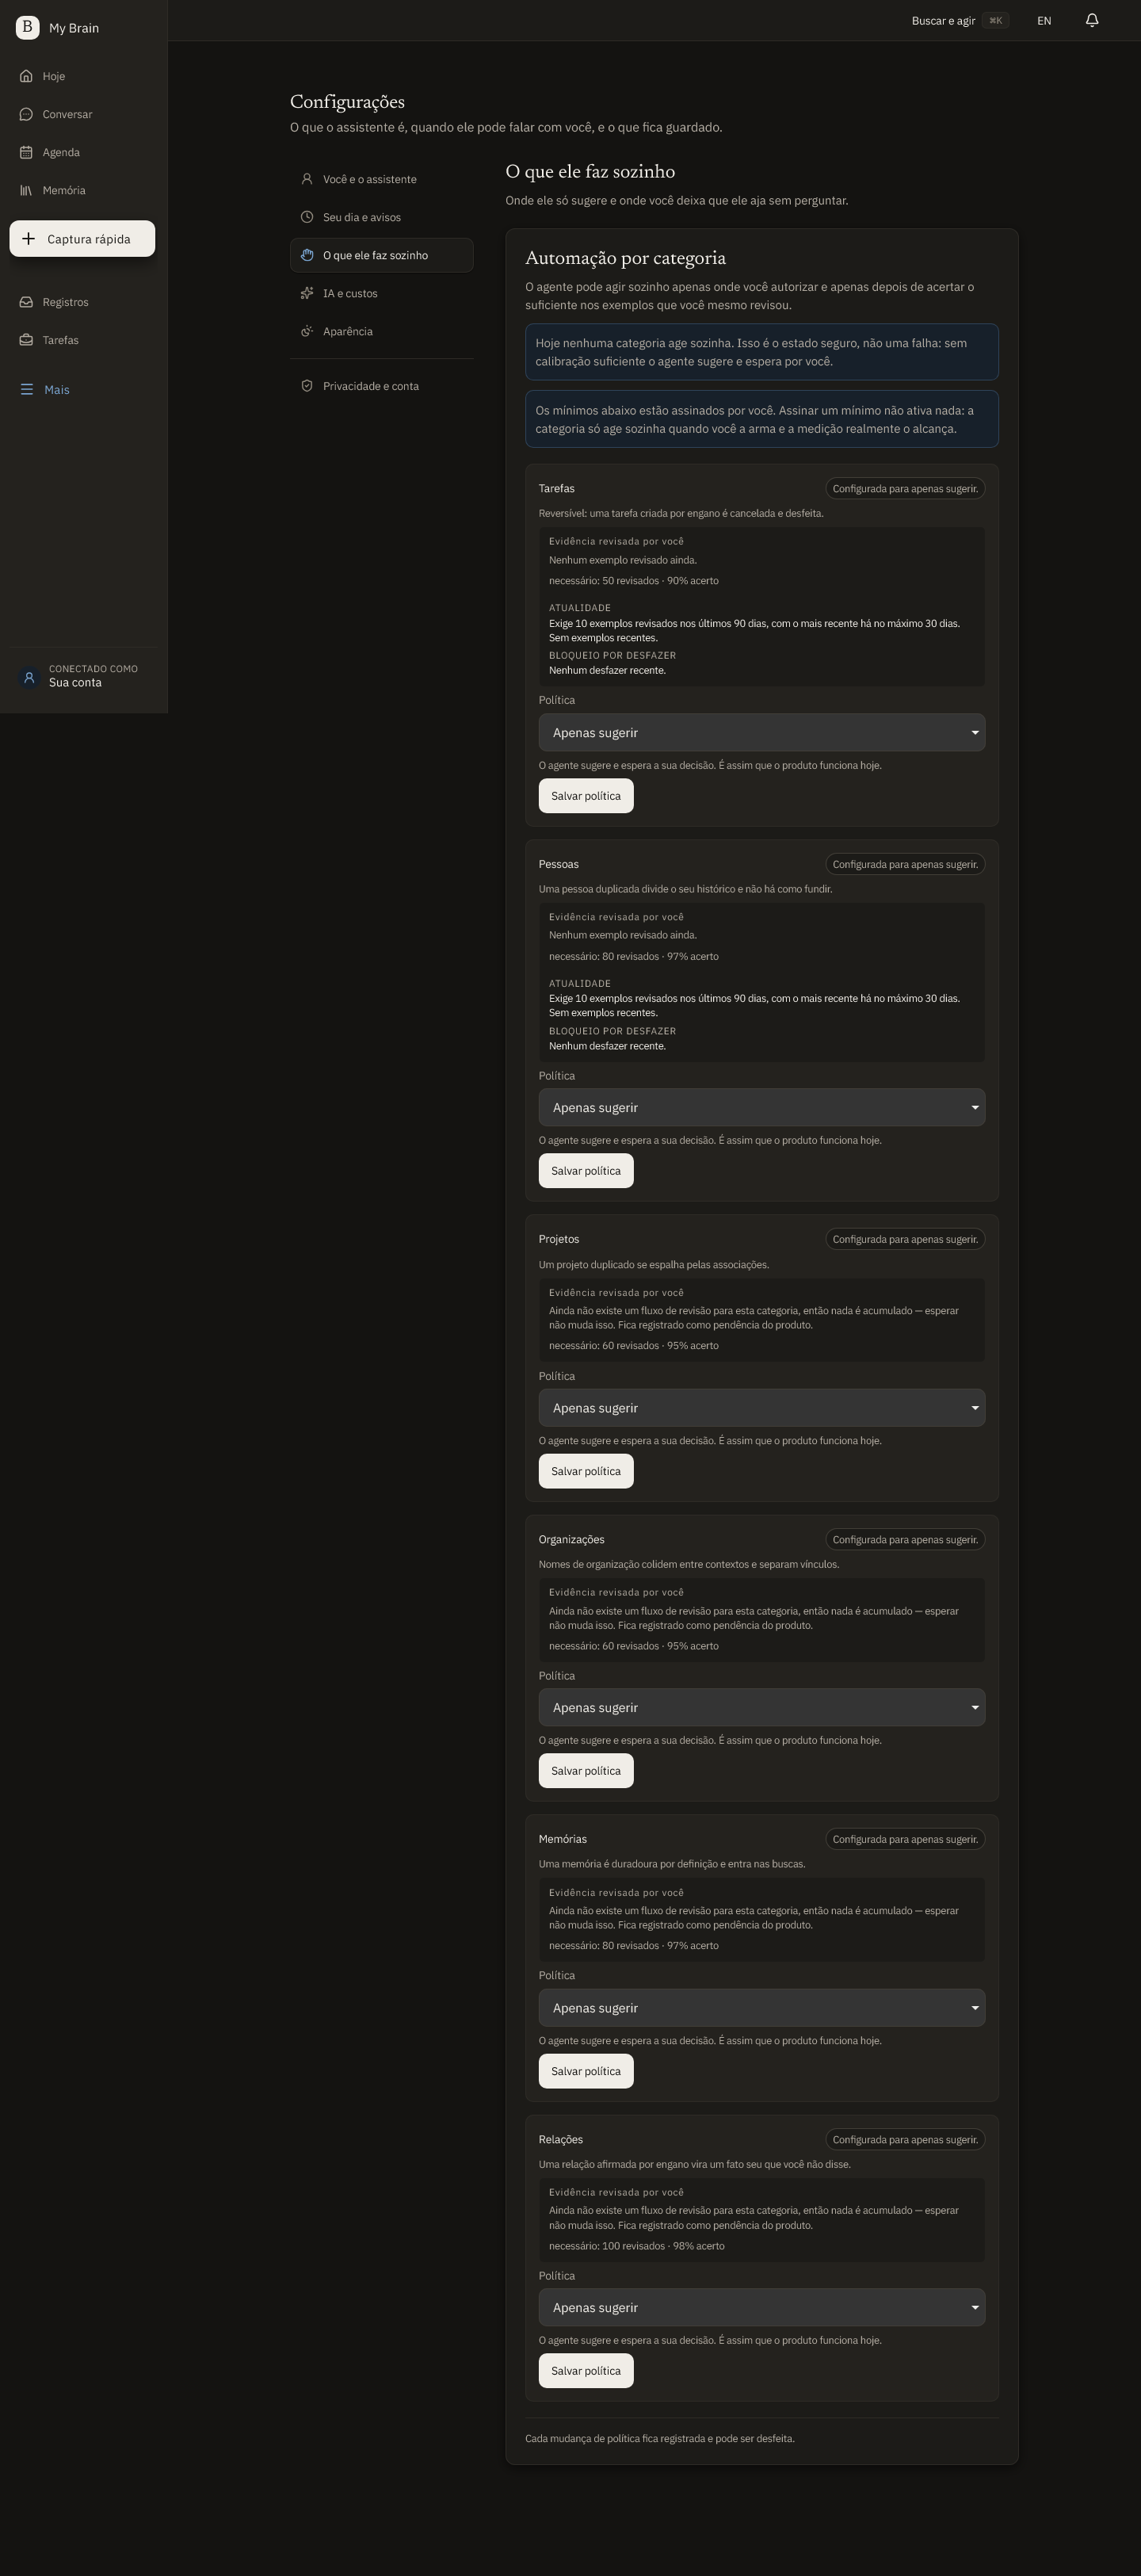 B My Brain
Hoje
Conversar
Agenda
Memória
Captura rápida
Registros
Tarefas
Mais
CONECTADO COMO
Sua conta
Buscar e agir ⌘K EN
Configurações
O que o assistente é, quando ele pode falar com você, e o que fica guardado.
Você e o assistente
Seu dia e avisos
O que ele faz sozinho
IA e custos
Aparência
Privacidade e conta
O que ele faz sozinho
Onde ele só sugere e onde você deixa que ele aja sem perguntar.
Automação por categoria
O agente pode agir sozinho apenas onde você autorizar e apenas depois de acertar o
suficiente nos exemplos que você mesmo revisou.
Hoje nenhuma categoria age sozinha. Isso é o estado seguro, não uma falha: sem
calibração suficiente o agente sugere e espera por você.
Os mínimos abaixo estão assinados por você. Assinar um mínimo não ativa nada: a
categoria só age sozinha quando você a arma e a medição realmente o alcança.
Tarefas Configurada para apenas sugerir.
Reversível: uma tarefa criada por engano é cancelada e desfeita.
Evidência revisada por você
Nenhum exemplo revisado ainda.
necessário: 50 revisados · 90% acerto
ATUALIDADE
Exige 10 exemplos revisados nos últimos 90 dias, com o mais recente há no máximo 30 dias.
Sem exemplos recentes.
BLOQUEIO POR DESFAZER
Nenhum desfazer recente.
Política
Apenas sugerir
O agente sugere e espera a sua decisão. É assim que o produto funciona hoje.
Salvar política
Pessoas Configurada para apenas sugerir.
Uma pessoa duplicada divide o seu histórico e não há como fundir.
Evidência revisada por você
Nenhum exemplo revisado ainda.
necessário: 80 revisados · 97% acerto
ATUALIDADE
Exige 10 exemplos revisados nos últimos 90 dias, com o mais recente há no máximo 30 dias.
Sem exemplos recentes.
BLOQUEIO POR DESFAZER
Nenhum desfazer recente.
Política
Apenas sugerir
O agente sugere e espera a sua decisão. É assim que o produto funciona hoje.
Salvar política
Projetos Configurada para apenas sugerir.
Um projeto duplicado se espalha pelas associações.
Evidência revisada por você
Ainda não existe um fluxo de revisão para esta categoria, então nada é acumulado — esperar
não muda isso. Fica registrado como pendência do produto.
necessário: 60 revisados · 95% acerto
Política
Apenas sugerir
O agente sugere e espera a sua decisão. É assim que o produto funciona hoje.
Salvar política
Organizações Configurada para apenas sugerir.
Nomes de organização colidem entre contextos e separam vínculos.
Evidência revisada por você
Ainda não existe um fluxo de revisão para esta categoria, então nada é acumulado — esperar
não muda isso. Fica registrado como pendência do produto.
necessário: 60 revisados · 95% acerto
Política
Apenas sugerir
O agente sugere e espera a sua decisão. É assim que o produto funciona hoje.
Salvar política
Memórias Configurada para apenas sugerir.
Uma memória é duradoura por definição e entra nas buscas.
Evidência revisada por você
Ainda não existe um fluxo de revisão para esta categoria, então nada é acumulado — esperar
não muda isso. Fica registrado como pendência do produto.
necessário: 80 revisados · 97% acerto
Política
Apenas sugerir
O agente sugere e espera a sua decisão. É assim que o produto funciona hoje.
Salvar política
Relações Configurada para apenas sugerir.
Uma relação afirmada por engano vira um fato seu que você não disse.
Evidência revisada por você
Ainda não existe um fluxo de revisão para esta categoria, então nada é acumulado — esperar
não muda isso. Fica registrado como pendência do produto.
necessário: 100 revisados · 98% acerto
Política
Apenas sugerir
O agente sugere e espera a sua decisão. É assim que o produto funciona hoje.
Salvar política
Cada mudança de política fica registrada e pode ser desfeita.